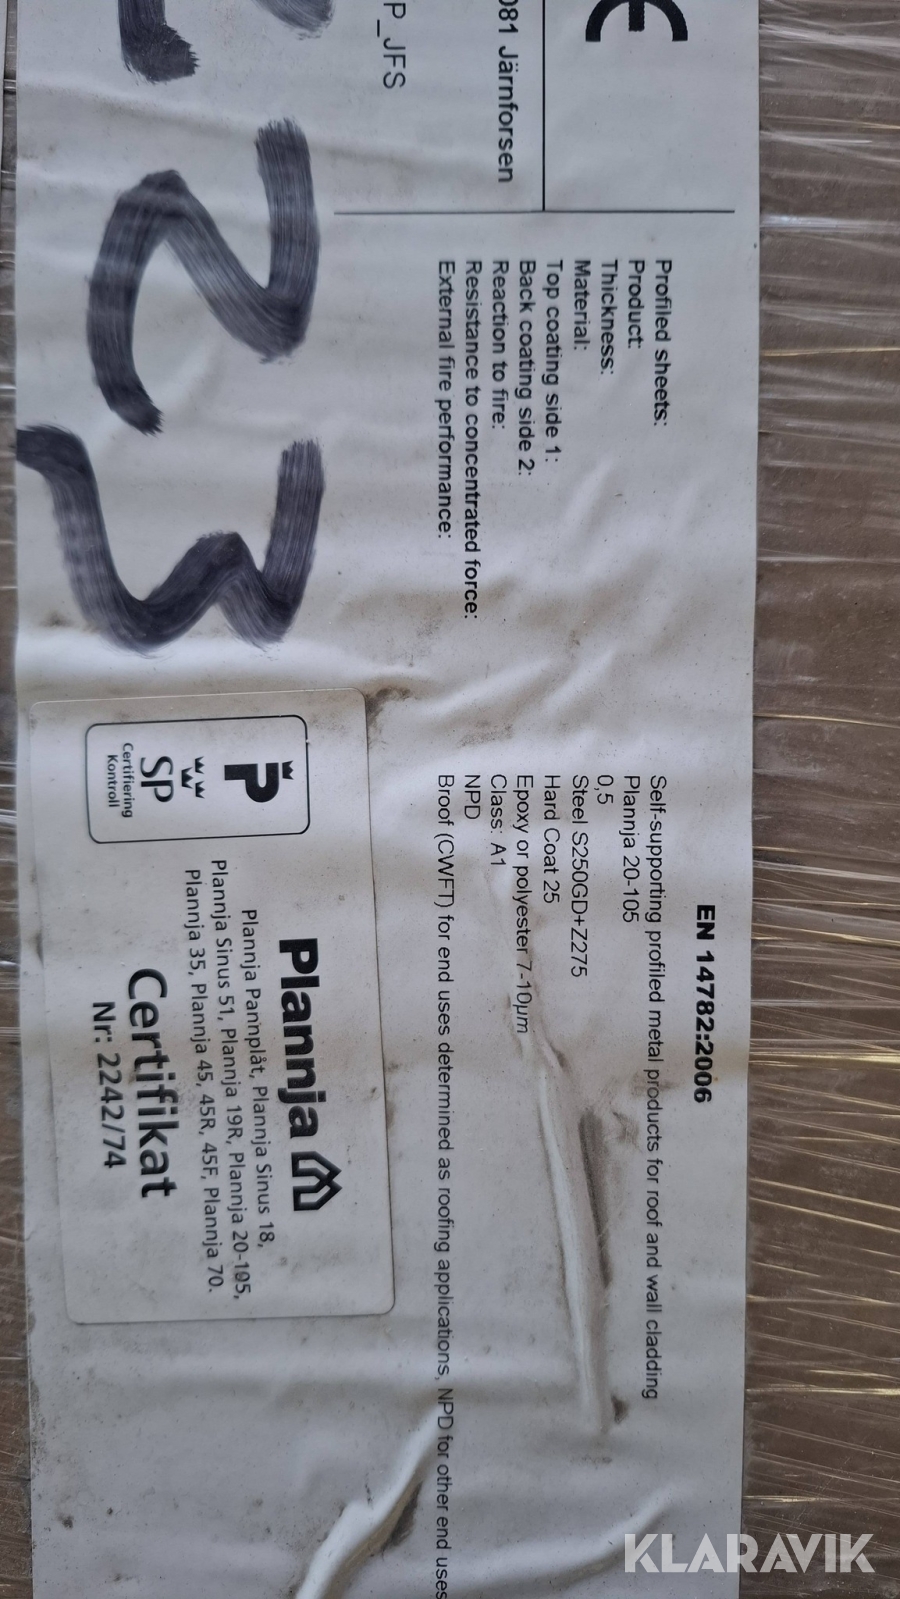 CE
081 Järnforsen
P_JFS
EN 14782:2006
Profiled sheets: Self-supporting profiled metal products for roof and wall cladding
Product: Plannja 20-105
Thickness: 0,5
Material: Steel S250GD+Z275
Top coating side 1: Hard Coat 25
Back coating side 2: Epoxy or polyester 7-10µm
Reaction to fire: Class: A1
Resistance to concentrated force: NPD
External fire performance: Broof (CWFT) for end uses determined as roofing applications, NPD for other end uses
23
P
SP
Certifiering
Kontroll
Plannja
Plannja Pannplåt, Plannja Sinus 18,
Plannja Sinus 51, Plannja 19R, Plannja 20-105,
Plannja 35, Plannja 45, 45R, 45F, Plannja 70.
Certifikat
Nr: 2242/74
KLARAVIK